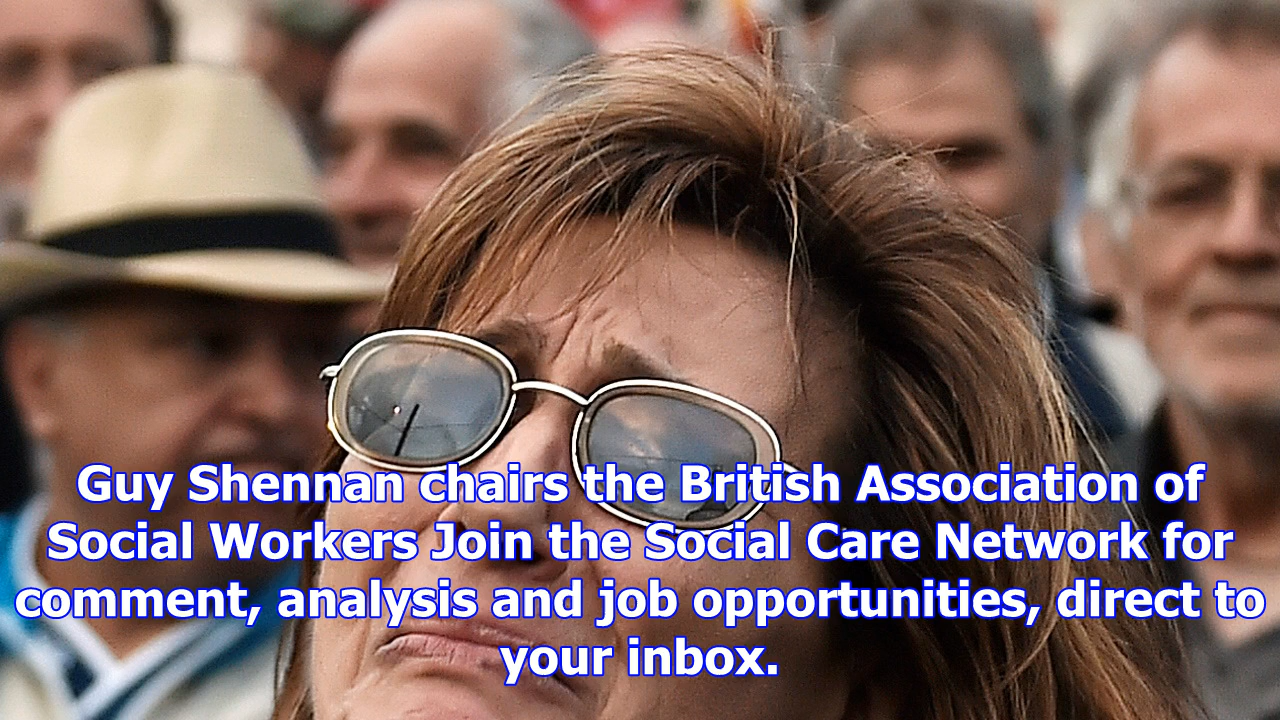 Guy Shennan chairs the British Association of
Social Workers Join the Social Care Network for
comment, analysis and job opportunities, direct to
your inbox.